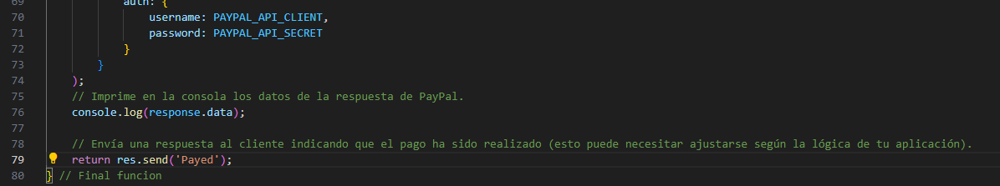 69 auth: {
70 username: PAYPAL_API_CLIENT,
71 password: PAYPAL_API_SECRET
72 }
73 }
74 );
75 // Imprime en la consola los datos de la respuesta de PayPal.
76 console.log(response.data);
77
78 // Envía una respuesta al cliente indicando que el pago ha sido realizado (esto puede necesitar ajustarse según la lógica de tu aplicación).
79 return res.send('Payed');
80 } // Final funcion